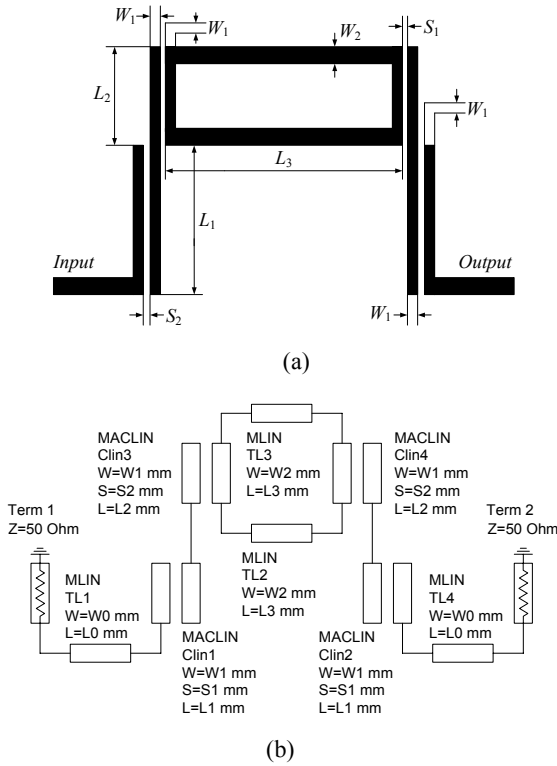 W1
W1
W2
S1
L2
W1
L3
L1
Input
Output
S2
W1
(a)
MACLIN
Clin3
W=W1 mm
S=S2 mm
L=L2 mm
MLIN
TL3
W=W2 mm
L=L3 mm
MACLIN
Clin4
W=W1 mm
S=S2 mm
L=L2 mm
Term 1
Z=50 Ohm
Term 2
Z=50 Ohm
MLIN
TL1
W=W0 mm
L=L0 mm
MLIN
TL2
W=W2 mm
L=L3 mm
MLIN
TL4
W=W0 mm
L=L0 mm
MACLIN
Clin1
W=W1 mm
S=S1 mm
L=L1 mm
MACLIN
Clin2
W=W1 mm
S=S1 mm
L=L1 mm
(b)